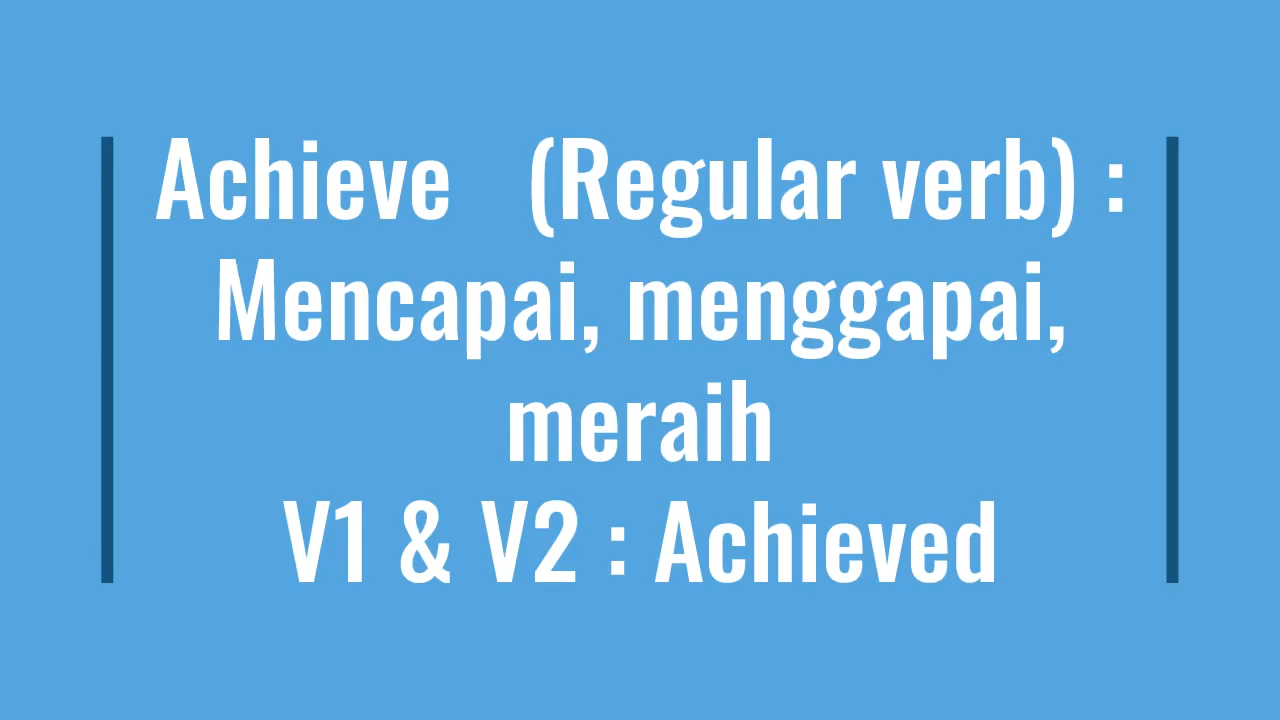 Achieve (Regular verb) :
Mencapai, menggapai,
meraih
V1 & V2 : Achieved